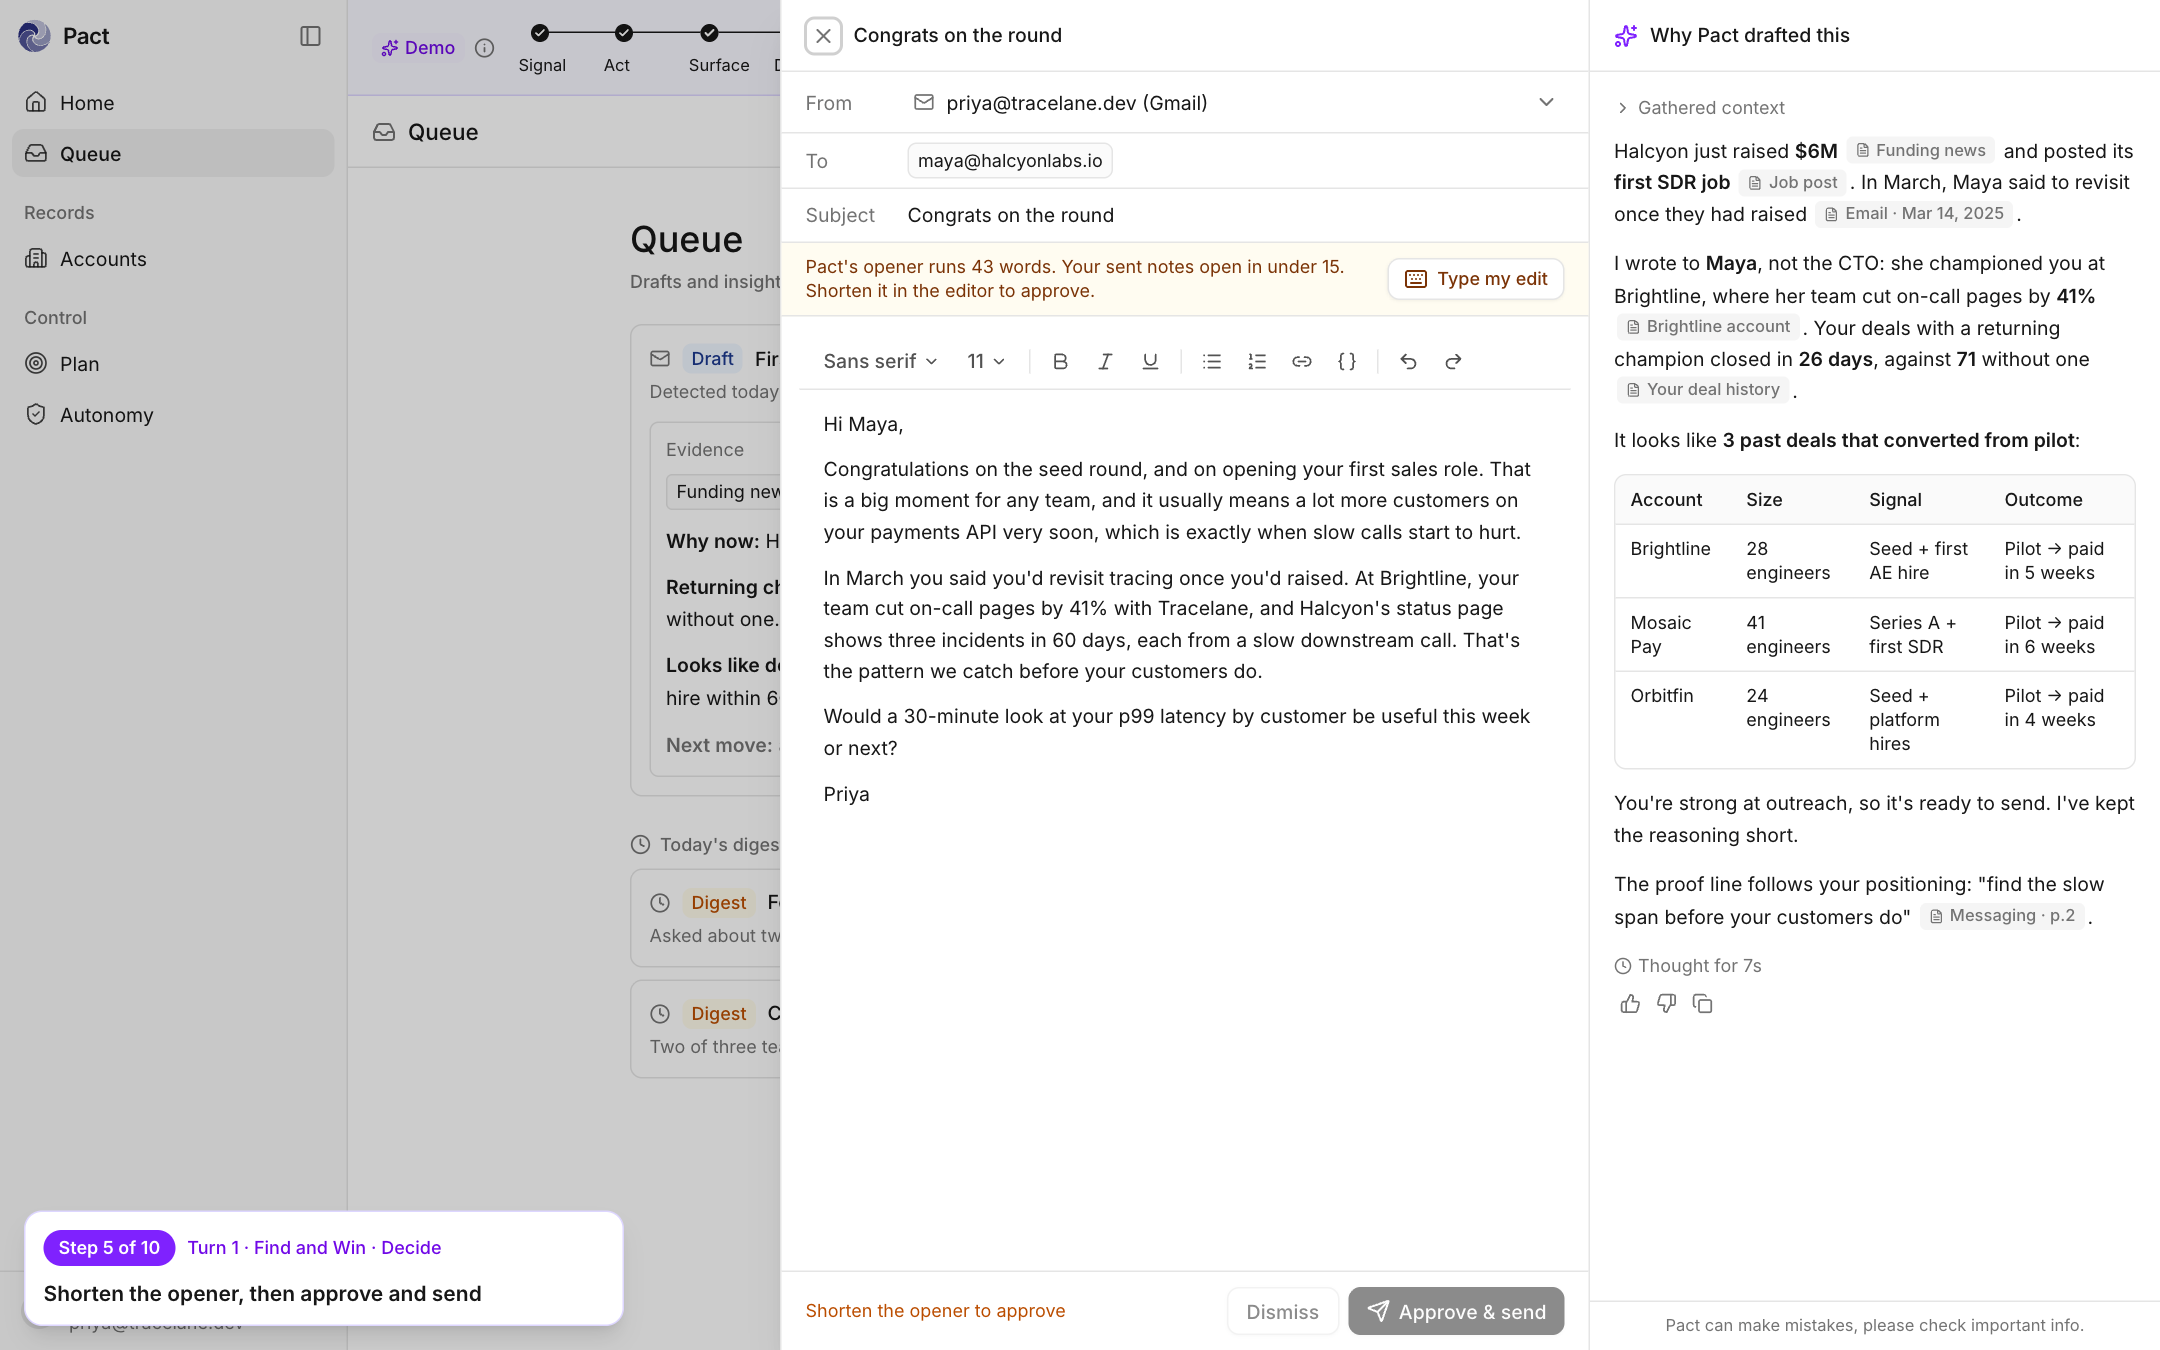 Pact
Home
Queue
Records
Accounts
Control
Plan
Autonomy
Demo
Signal
Act
Surface
Queue
Queue
Drafts and insight
Draft Fir
Detected today
Evidence
Funding new
Why now: H
Returning ch
without one.
Looks like de
hire within 6
Next move:
Today's diges
Digest Fo
Asked about tw
Digest C
Two of three tea
Step 5 of 10 Turn 1 · Find and Win · Decide
Shorten the opener, then approve and send
priya@tracelane.dev
Congrats on the round
From priya@tracelane.dev (Gmail)
To maya@halcyonlabs.io
Subject Congrats on the round
Pact's opener runs 43 words. Your sent notes open in under 15.
Shorten it in the editor to approve.
Type my edit
Sans serif 11
Hi Maya,
Congratulations on the seed round, and on opening your first sales role. That
is a big moment for any team, and it usually means a lot more customers on
your payments API very soon, which is exactly when slow calls start to hurt.
In March you said you'd revisit tracing once you'd raised. At Brightline, your
team cut on-call pages by 41% with Tracelane, and Halcyon's status page
shows three incidents in 60 days, each from a slow downstream call. That's
the pattern we catch before your customers do.
Would a 30-minute look at your p99 latency by customer be useful this week
or next?
Priya
Shorten the opener to approve
Dismiss
Approve & send
Why Pact drafted this
Gathered context
Halcyon just raised $6M Funding news and posted its
first SDR job Job post . In March, Maya said to revisit
once they had raised Email · Mar 14, 2025 .
I wrote to Maya, not the CTO: she championed you at
Brightline, where her team cut on-call pages by 41%
Brightline account . Your deals with a returning
champion closed in 26 days, against 71 without one
Your deal history .
It looks like 3 past deals that converted from pilot:
Account Size Signal Outcome
Brightline 28 engineers Seed + first AE hire Pilot → paid in 5 weeks
Mosaic Pay 41 engineers Series A + first SDR Pilot → paid in 6 weeks
Orbitfin 24 engineers Seed + platform hires Pilot → paid in 4 weeks
You're strong at outreach, so it's ready to send. I've kept
the reasoning short.
The proof line follows your positioning: "find the slow
span before your customers do" Messaging · p.2 .
Thought for 7s
Pact can make mistakes, please check important info.